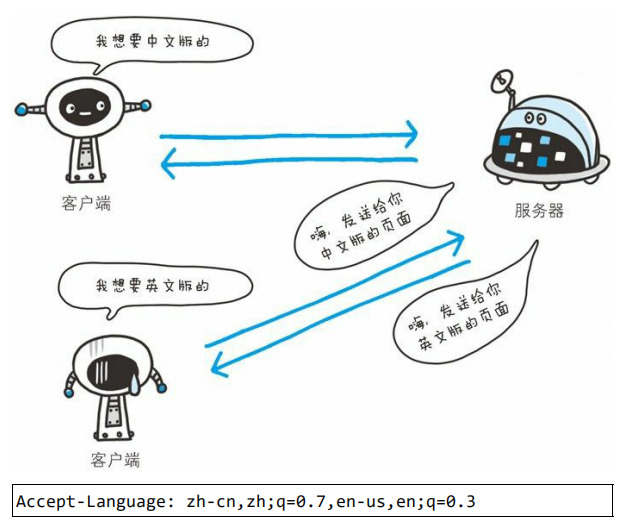 我想要中文版的
客户端
服务器
嗨，发送给你
中文版的页面
我想要英文版的
嗨，发送给你
英文版的页面
客户端
Accept-Language: zh-cn,zh;q=0.7,en-us,en;q=0.3